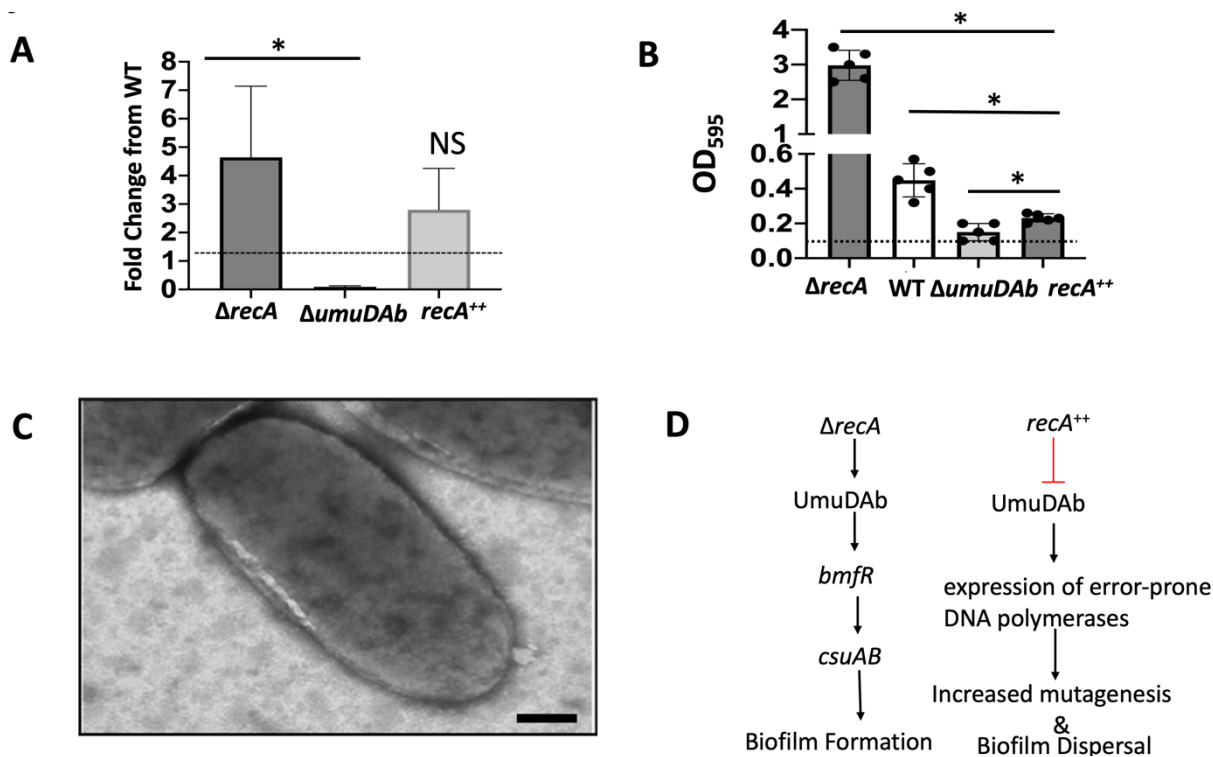 A
*
Fold Change from WT
8
7
6
5
4
3
2
1
0
NS
ΔrecA ΔumuDAb recA++
B
*
*
*
OD595
4
3
2
1
0.6
0.4
0.2
0.0
ΔrecA WT ΔumuDAb recA++
C
D
ΔrecA
UmuDAb
bmfR
csuAB
Biofilm Formation
recA++
UmuDAb
expression of error-prone
DNA polymerases
Increased mutagenesis
&
Biofilm Dispersal